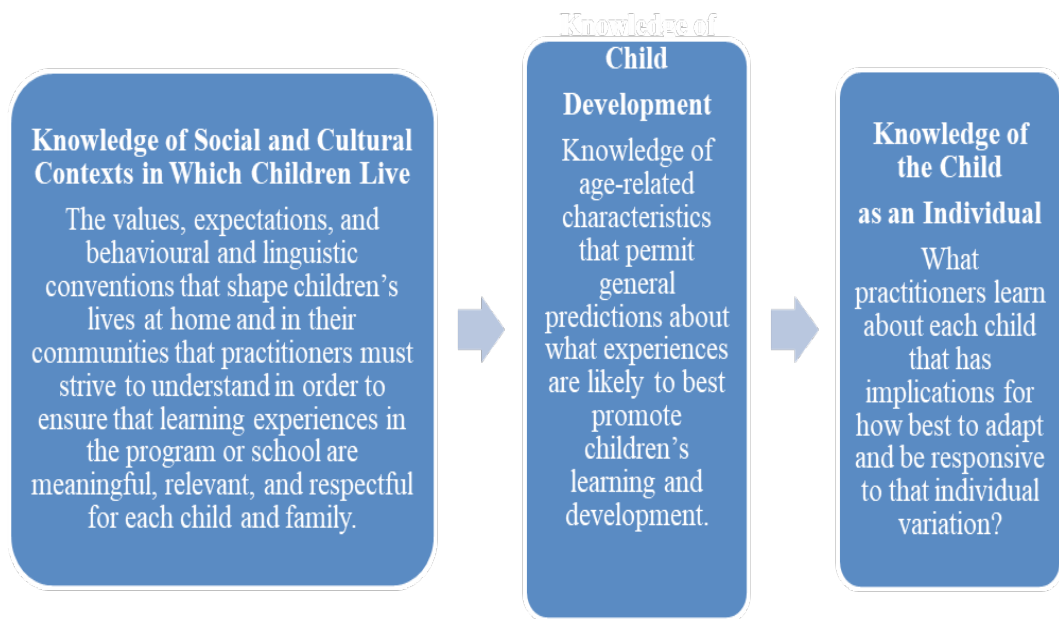 Knowledge of Social and Cultural
Contexts in Which Children Live
The values, expectations, and
behavioural and linguistic
conventions that shape children’s
lives at home and in their
communities that practitioners must
strive to understand in order to
ensure that learning experiences in
the program or school are
meaningful, relevant, and respectful
for each child and family.
Knowledge of
Child
Development
Knowledge of
age-related
characteristics
that permit
general
predictions about
what experiences
are likely to best
promote
children’s
learning and
development.
Knowledge of
the Child
as an Individual
What
practitioners learn
about each child
that has
implications for
how best to adapt
and be responsive
to that individual
variation?